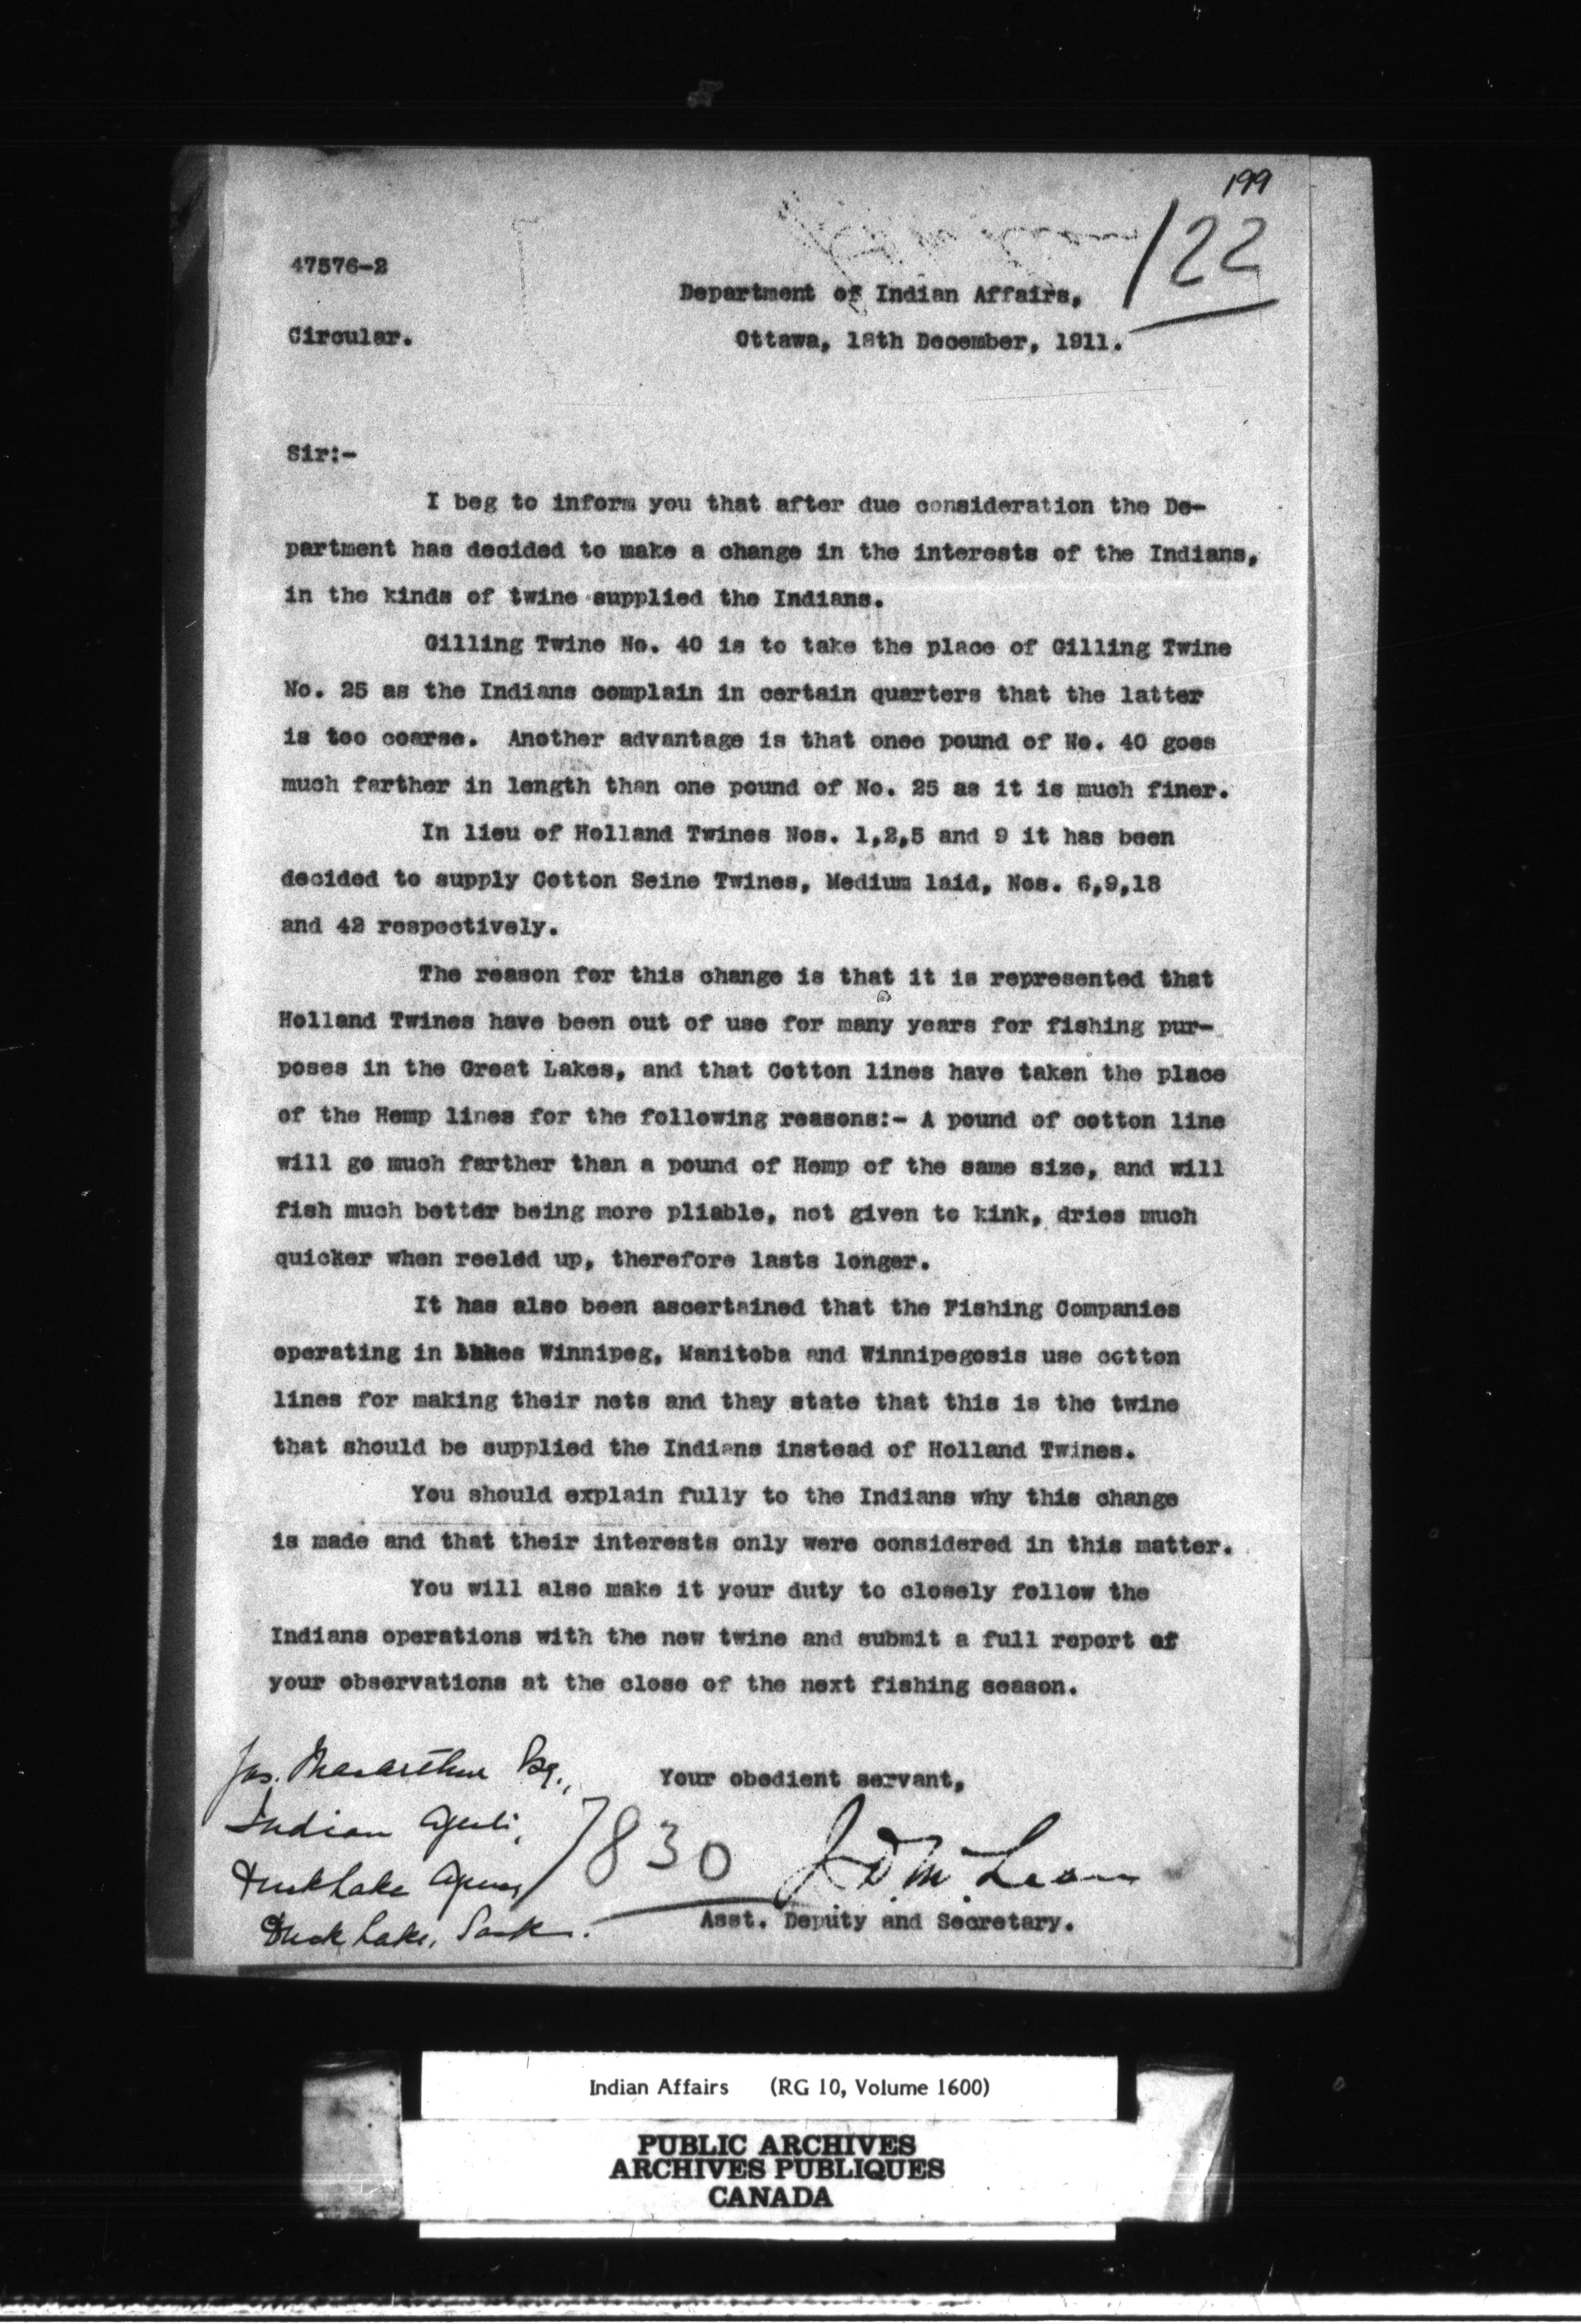 199
122
47576-2
Department of Indian Affairs,
Circular.
Ottawa, 18th December, 1911.
Sir:-
I beg to inform you that after due consideration the De-
partment has decided to make a change in the interests of the Indians,
in the kinds of twine supplied the Indians.
Gilling Twine No. 40 is to take the place of Gilling Twine
No. 25 as the Indians complain in certain quarters that the latter
is too coarse. Another advantage is that onee pound of No. 40 goes
much farther in length than one pound of No. 25 as it is much finer.
In lieu of Holland Twines Nos. 1,2,5 and 9 it has been
decided to supply Cotton Seine Twines, Medium laid, Nos. 6,9,18
and 42 respectively.
The reason for this change is that it is represented that
Holland Twines have been out of use for many years for fishing pur-
poses in the Great Lakes, and that Cotton lines have taken the place
of the Hemp lines for the following reasons:- A pound of cotton line
will go much farther than a pound of Hemp of the same size, and will
fish much better being more pliable, not given to kink, dries much
quicker when reeled up, therefore lasts longer.
It has also been ascertained that the Fishing Companies
operating in Lakes Winnipeg, Manitoba and Winnipegosis use cotton
lines for making their nets and thay state that this is the twine
that should be supplied the Indians instead of Holland Twines.
You should explain fully to the Indians why this change
is made and that their interests only were considered in this matter.
You will also make it your duty to closely follow the
Indians operations with the new twine and submit a full report of
your observations at the close of the next fishing season.
Jas. Macarthur Esq.,
Your obedient servant,
Indian Agent,
7830
J.D. McLean
Duck Lake Agency
Asst. Deputy and Secretary.
Duck Lake, Sask.
Indian Affairs (RG 10, Volume 1600)
PUBLIC ARCHIVES
ARCHIVES PUBLIQUES
CANADA